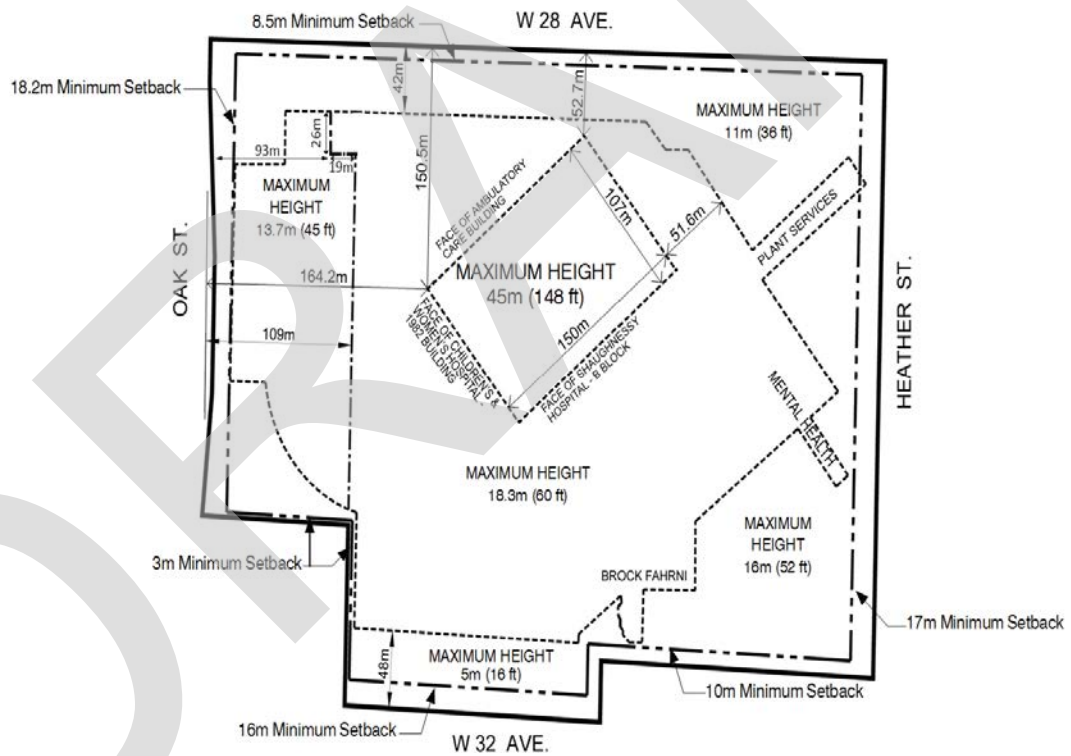 W 28 AVE.
8.5m Minimum Setback
18.2m Minimum Setback
42m
52.7m
MAXIMUM HEIGHT
11m (36 ft)
26m
93m
19m
150.5m
MAXIMUM
HEIGHT
13.7m (45 ft)
FACE OF AMBULATORY
CARE BUILDING
107m
51.6m
PLANT SERVICES
OAK ST.
164.2m
MAXIMUM HEIGHT
45m (148 ft)
HEATHER ST.
109m
FACE OF CHILDREN'S &
WOMEN'S HOSPITAL -
1982 BUILDING
150m
FACE OF SHAUGHNESSY
HOSPITAL - B BLOCK
MENTAL HEALTH
MAXIMUM HEIGHT
18.3m (60 ft)
MAXIMUM
HEIGHT
16m (52 ft)
3m Minimum Setback
BROCK FAHRNI
17m Minimum Setback
48m
MAXIMUM HEIGHT
5m (16 ft)
10m Minimum Setback
16m Minimum Setback
W 32 AVE.